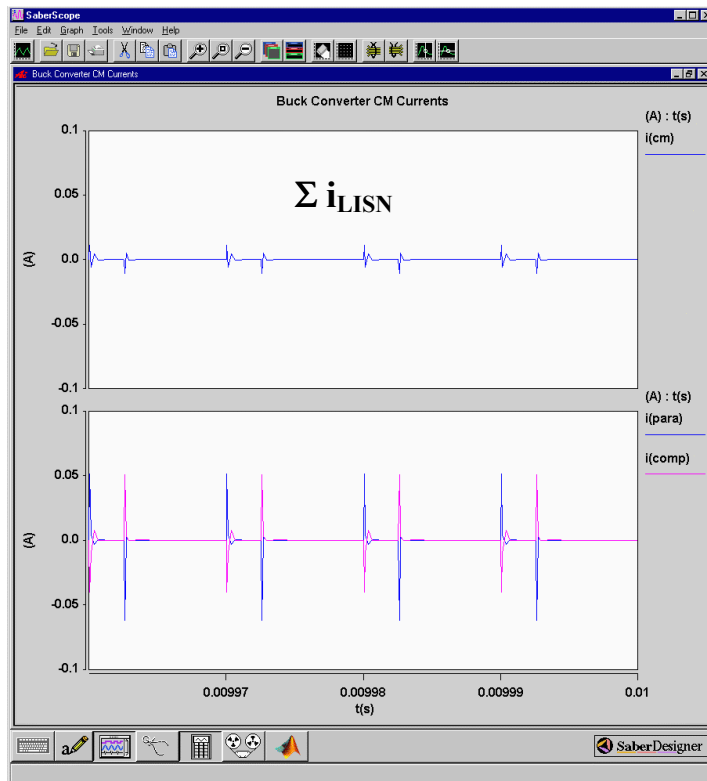 SaberScope
File Edit Graph Tools Window Help
Buck Converter CM Currents
Buck Converter CM Currents
(A) : t(s)
i(cm)
0.1
0.05
0.0
-0.05
-0.1
(A)
Σ iLISN
(A) : t(s)
i(para)
i(comp)
0.1
0.05
0.0
-0.05
-0.1
(A)
0.00997 0.00998 0.00999 0.01
t(s)
a
SaberDesigner